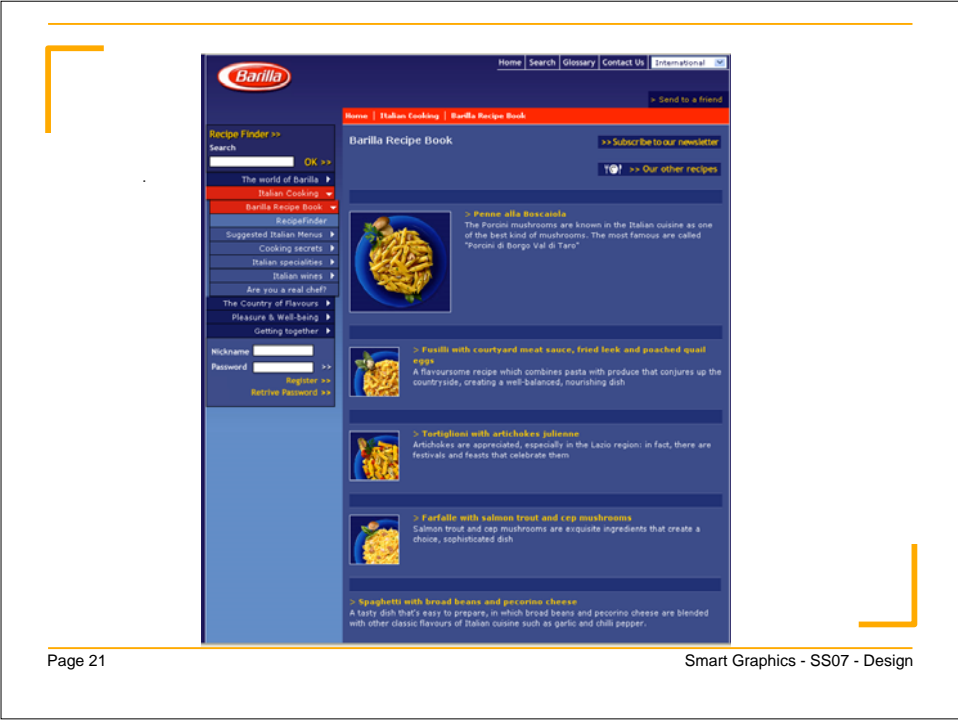 Barilla
Home | Search | Glossary | Contact Us | International
> Send to a friend
Home | Italian Cooking | Barilla Recipe Book
Recipe Finder >>
Search
OK >>
The world of Barilla
Italian Cooking
Barilla Recipe Book
RecipeFinder
Suggested Italian Menus
Cooking secrets
Italian specialities
Italian wines
Are you a real chef?
The Country of Flavours
Pleasure & Well-being
Getting together
Nickname
Password >>
Register >>
Retrive Password >>
Barilla Recipe Book
>> Subscribe to our newsletter
>> Our other recipes
> Penne alla Boscaiola
The Porcini mushrooms are known in the Italian cuisine as one
of the best kind of mushrooms. The most famous are called
"Porcini di Borgo Val di Taro"
> Fusilli with courtyard meat sauce, fried leek and poached quail
eggs
A flavoursome recipe which combines pasta with produce that conjures up the
countryside, creating a well-balanced, nourishing dish
> Tortiglioni with artichokes julienne
Artichokes are appreciated, especially in the Lazio region: in fact, there are
festivals and feasts that celebrate them
> Farfalle with salmon trout and cep mushrooms
Salmon trout and cep mushrooms are exquisite ingredients that create a
choice, sophisticated dish
> Spaghetti with broad beans and pecorino cheese
A tasty dish that's easy to prepare, in which broad beans and pecorino cheese are blended
with other classic flavours of Italian cuisine such as garlic and chilli pepper.
Page 21
Smart Graphics - SS07 - Design